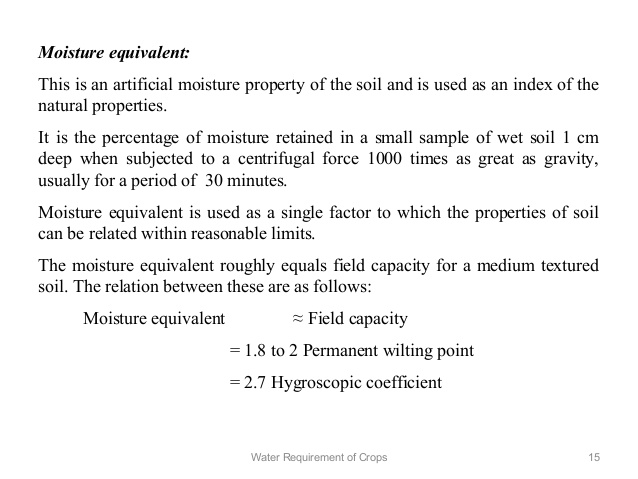 Moisture equivalent:
This is an artificial moisture property of the soil and is used as an index of the
natural properties.
It is the percentage of moisture retained in a small sample of wet soil 1 cm
deep when subjected to a centrifugal force 1000 times as great as gravity,
usually for a period of 30 minutes.
Moisture equivalent is used as a single factor to which the properties of soil
can be related within reasonable limits.
The moisture equivalent roughly equals field capacity for a medium textured
soil. The relation between these are as follows:
Moisture equivalent ≈ Field capacity
= 1.8 to 2 Permanent wilting point
= 2.7 Hygroscopic coefficient
Water Requirement of Crops 15